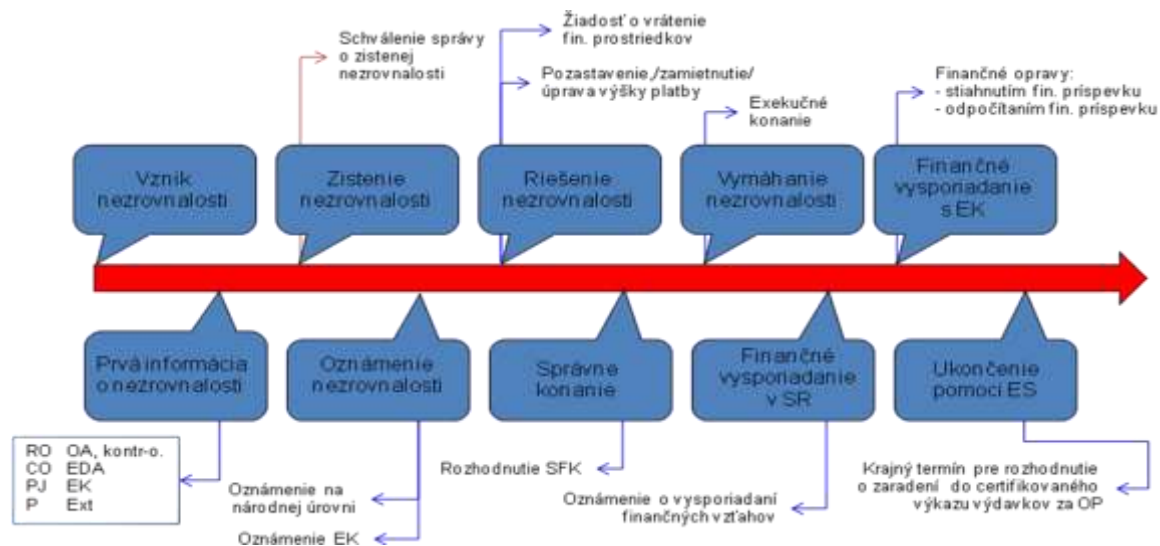 Schválenie správy
o zistenej
nezrovnalosti
Žiadosť o vrátenie
fin. prostriedkov
Pozastavenie,/zamietnutie/
úprava výšky platby
Exekučné
konanie
Finančné opravy:
- stiahnutím fin. príspevku
- odpočítaním fin. príspevku
Vznik
nezrovnalosti
Zistenie
nezrovnalosti
Riešenie
nezrovnalosti
Vymáhanie
nezrovnalosti
Finančné
vysporiadanie
s EK
Prvá informácia
o nezrovnalosti
Oznámenie
nezrovnalosti
Správne
konanie
Finančné
vysporiadanie
v SR
Ukončenie
pomoci ES
RO OA, kontr-o.
CO EDA
PJ EK
P Ext
Oznámenie na
národnej úrovni
Oznámenie EK
Rozhodnutie SFK
Oznámenie o vysporiadaní
finančných vzťahov
Krajný termín pre rozhodnutie
o zaradení do certifikovaného
výkazu výdavkov za OP